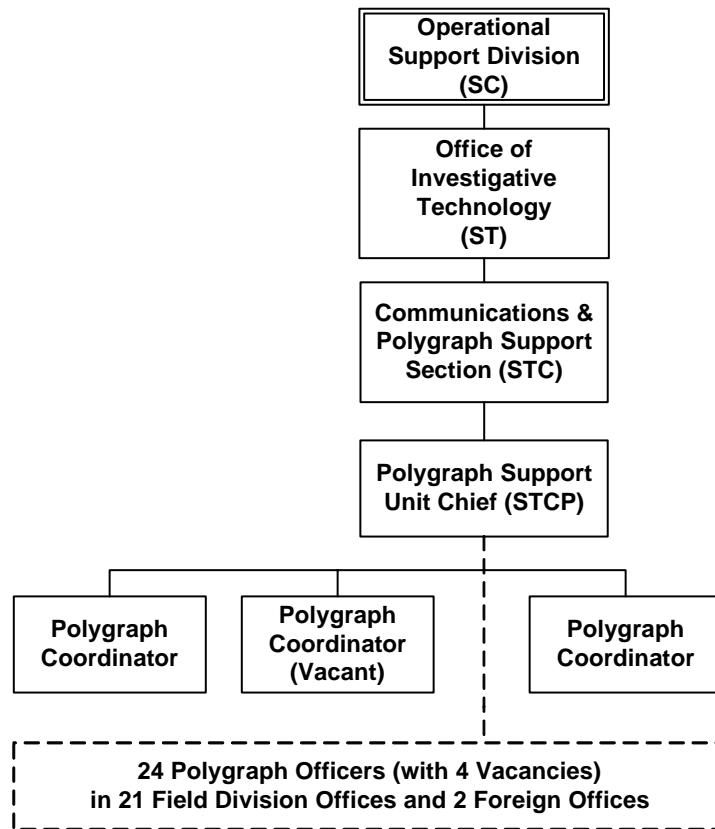 Operational
Support Division
(SC)
Office of
Investigative
Technology
(ST)
Communications &
Polygraph Support
Section (STC)
Polygraph Support
Unit Chief (STCP)
Polygraph
Coordinator
Polygraph
Coordinator
(Vacant)
Polygraph
Coordinator
24 Polygraph Officers (with 4 Vacancies)
in 21 Field Division Offices and 2 Foreign Offices